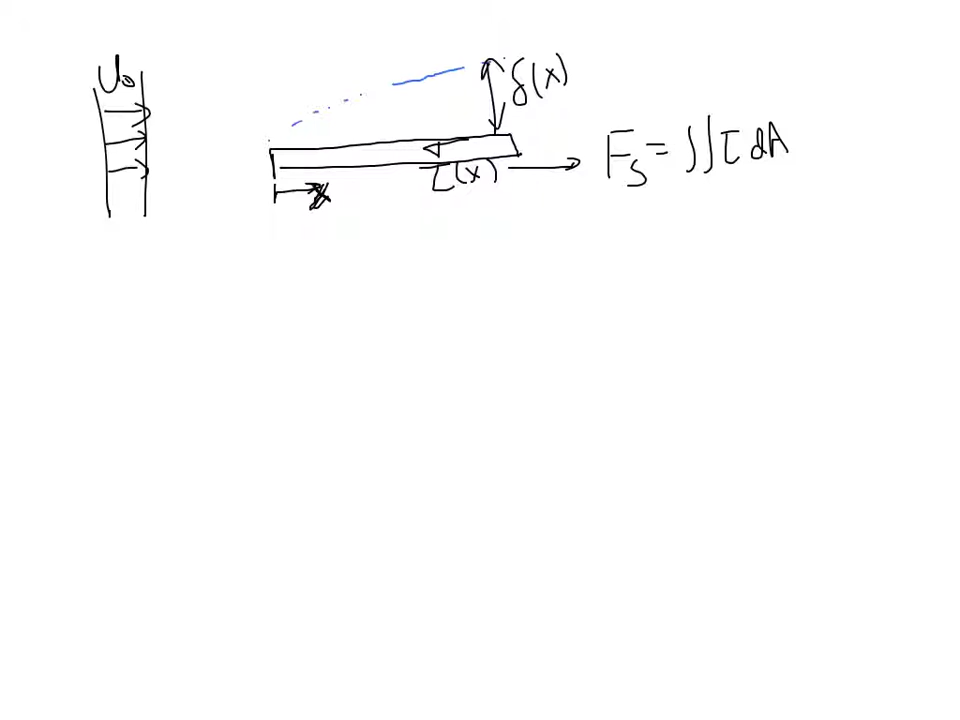 U₀
δ(x)
F_S = ∫∫ τ dA
τ(x)
x